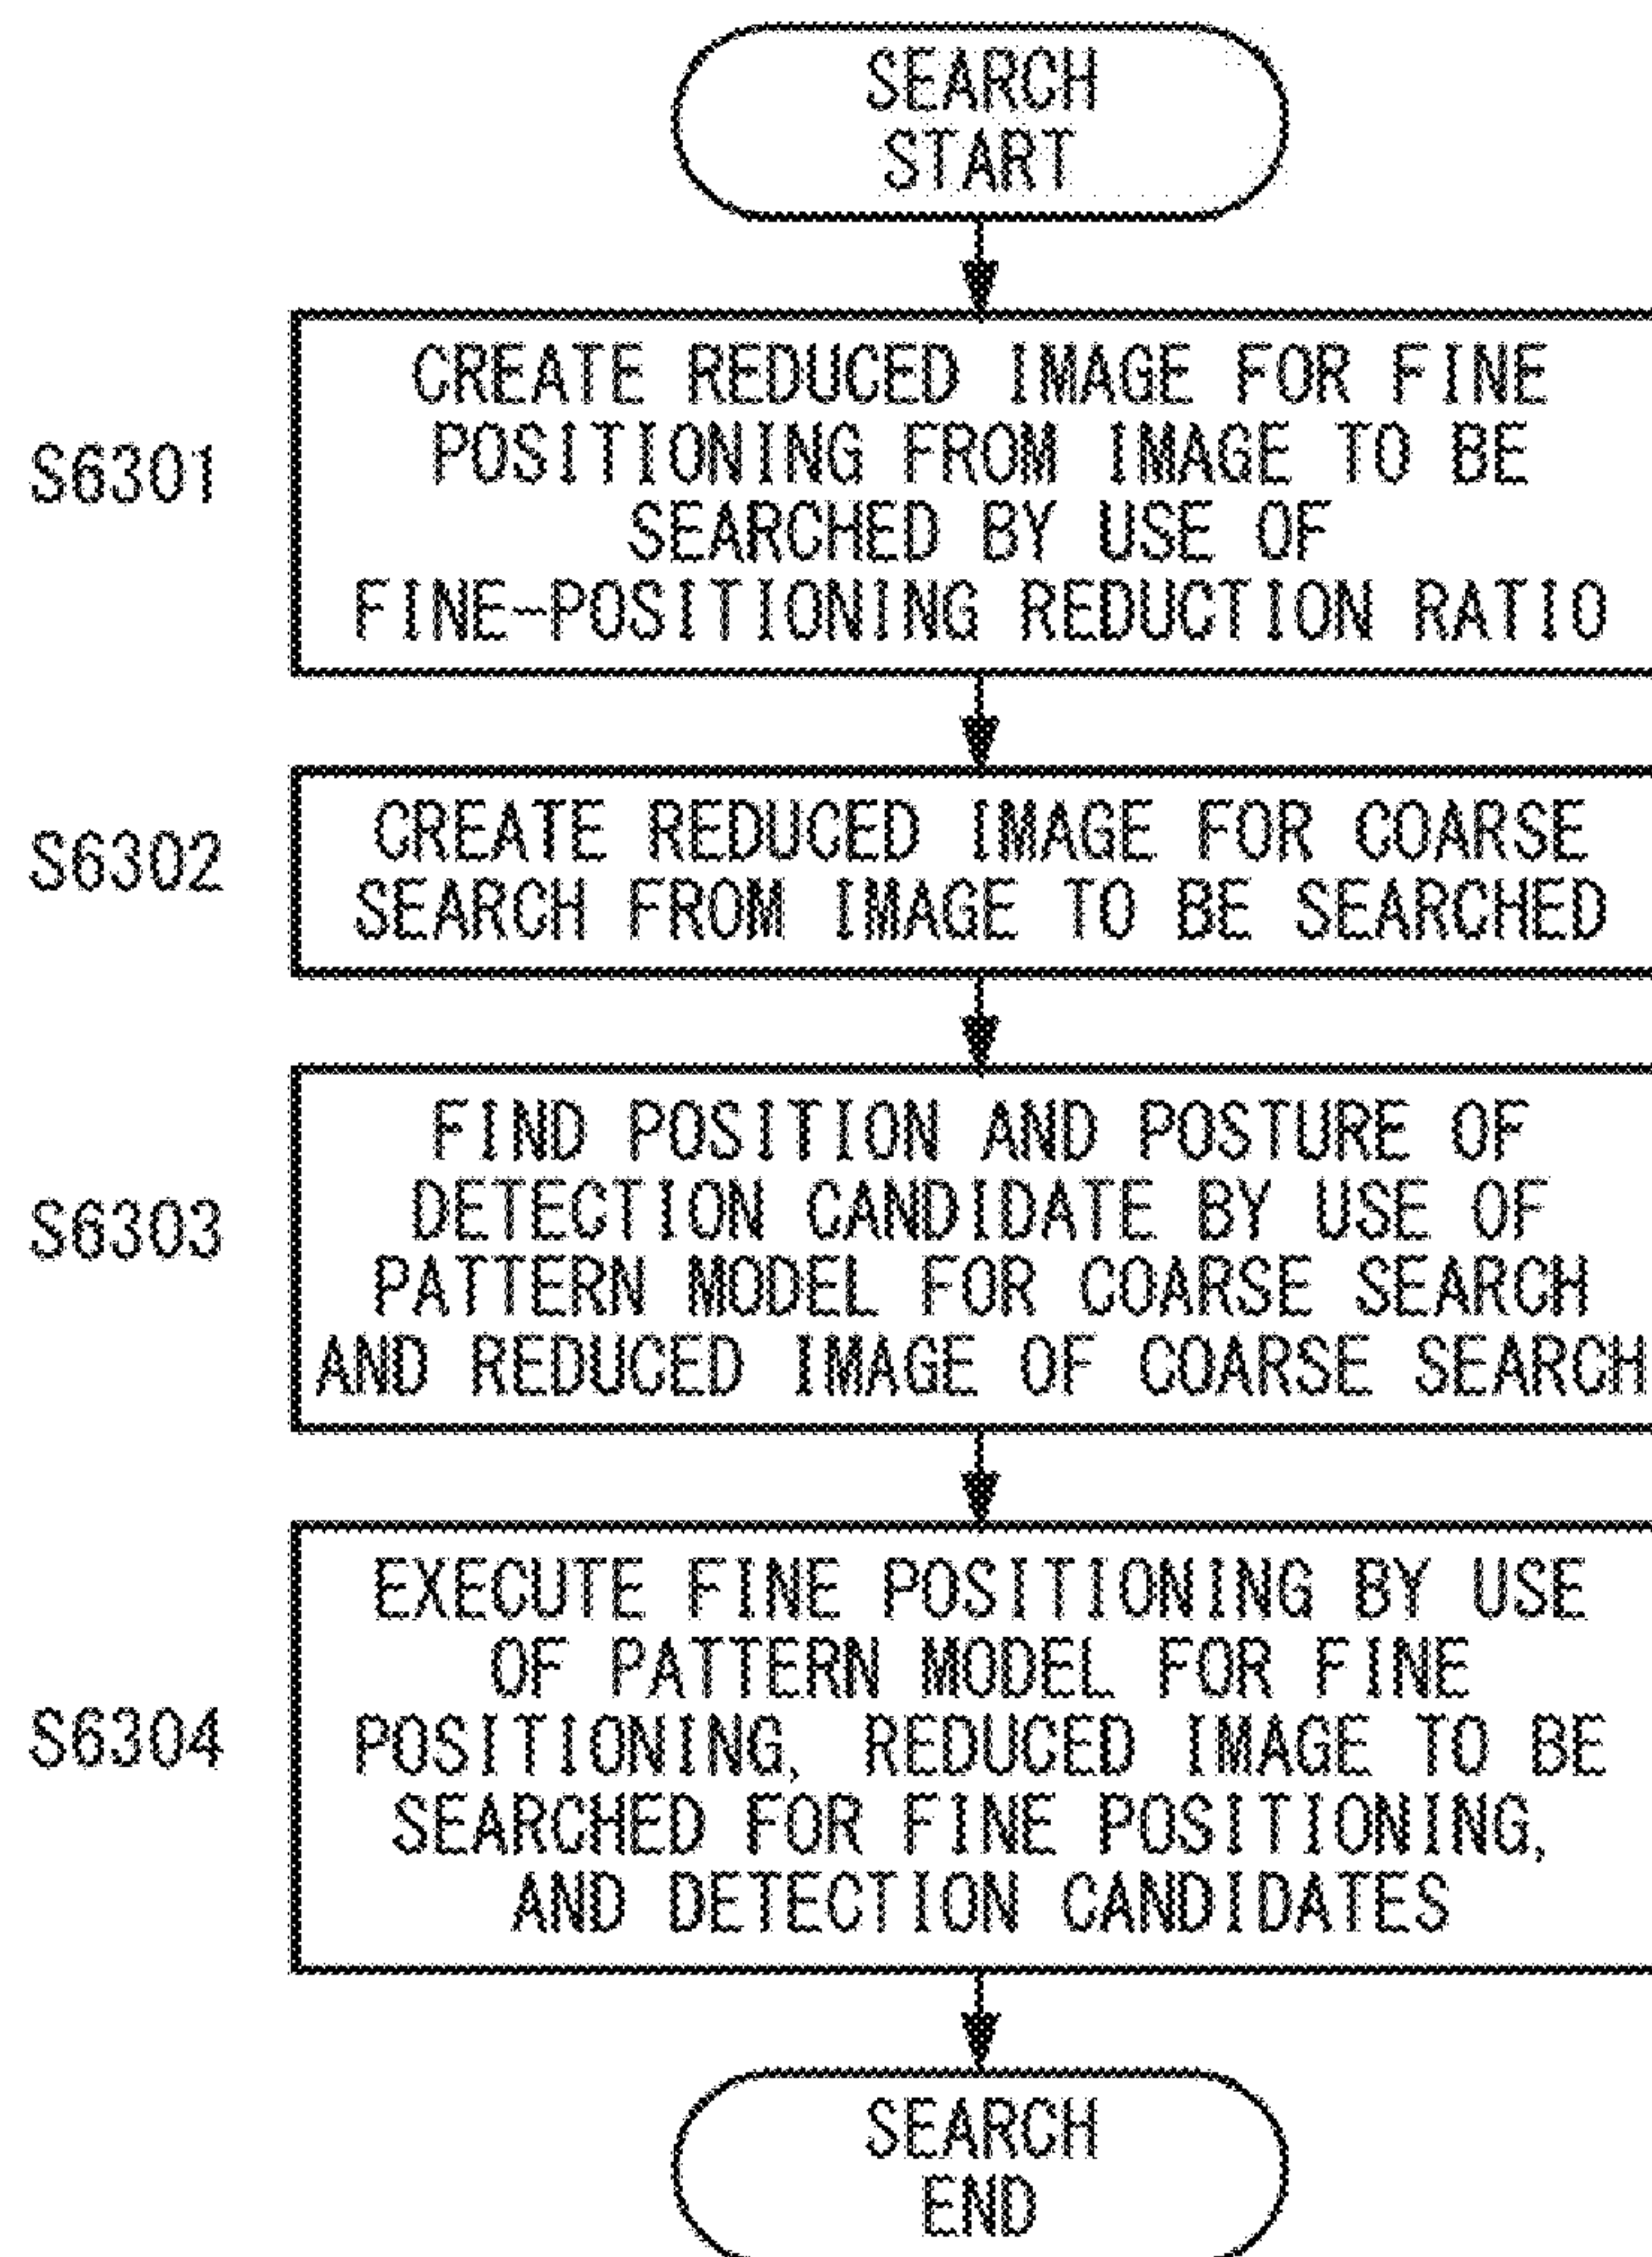 SEARCH
START
S6301
CREATE REDUCED IMAGE FOR FINE
POSITIONING FROM IMAGE TO BE
SEARCHED BY USE OF
FINE-POSITIONING REDUCTION RATIO
S6302
CREATE REDUCED IMAGE FOR COARSE
SEARCH FROM IMAGE TO BE SEARCHED
S6303
FIND POSITION AND POSTURE OF
DETECTION CANDIDATE BY USE OF
PATTERN MODEL FOR COARSE SEARCH
AND REDUCED IMAGE OF COARSE SEARCH
S6304
EXECUTE FINE POSITIONING BY USE
OF PATTERN MODEL FOR FINE
POSITIONING, REDUCED IMAGE TO BE
SEARCHED FOR FINE POSITIONING,
AND DETECTION CANDIDATES
SEARCH
END